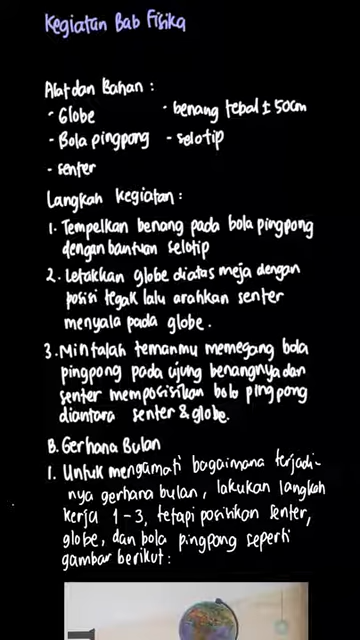 Kegiatan Bab Fisika
Alat dan Bahan :
- Globe
- benang tebal ± 50cm
- Bola pingpong
- selotip
- senter
Langkah kegiatan :
1. Tempelkan benang pada bola pingpong
dengan bantuan selotip
2. Letakkan globe diatas meja dengan
posisi tegak lalu arahkan senter
menyala pada globe.
3. Mintalah temanmu memegang bola
pingpong pada ujung benangnya dan
senter memposisikan bola pingpong
diantara senter & globe.
B. Gerhana Bulan
1. Untuk mengamati bagaimana terjadi-
nya gerhana bulan, lakukan langkah
kerja 1-3, tetapi posisikan senter,
globe, dan bola pingpong seperti
gambar berikut :